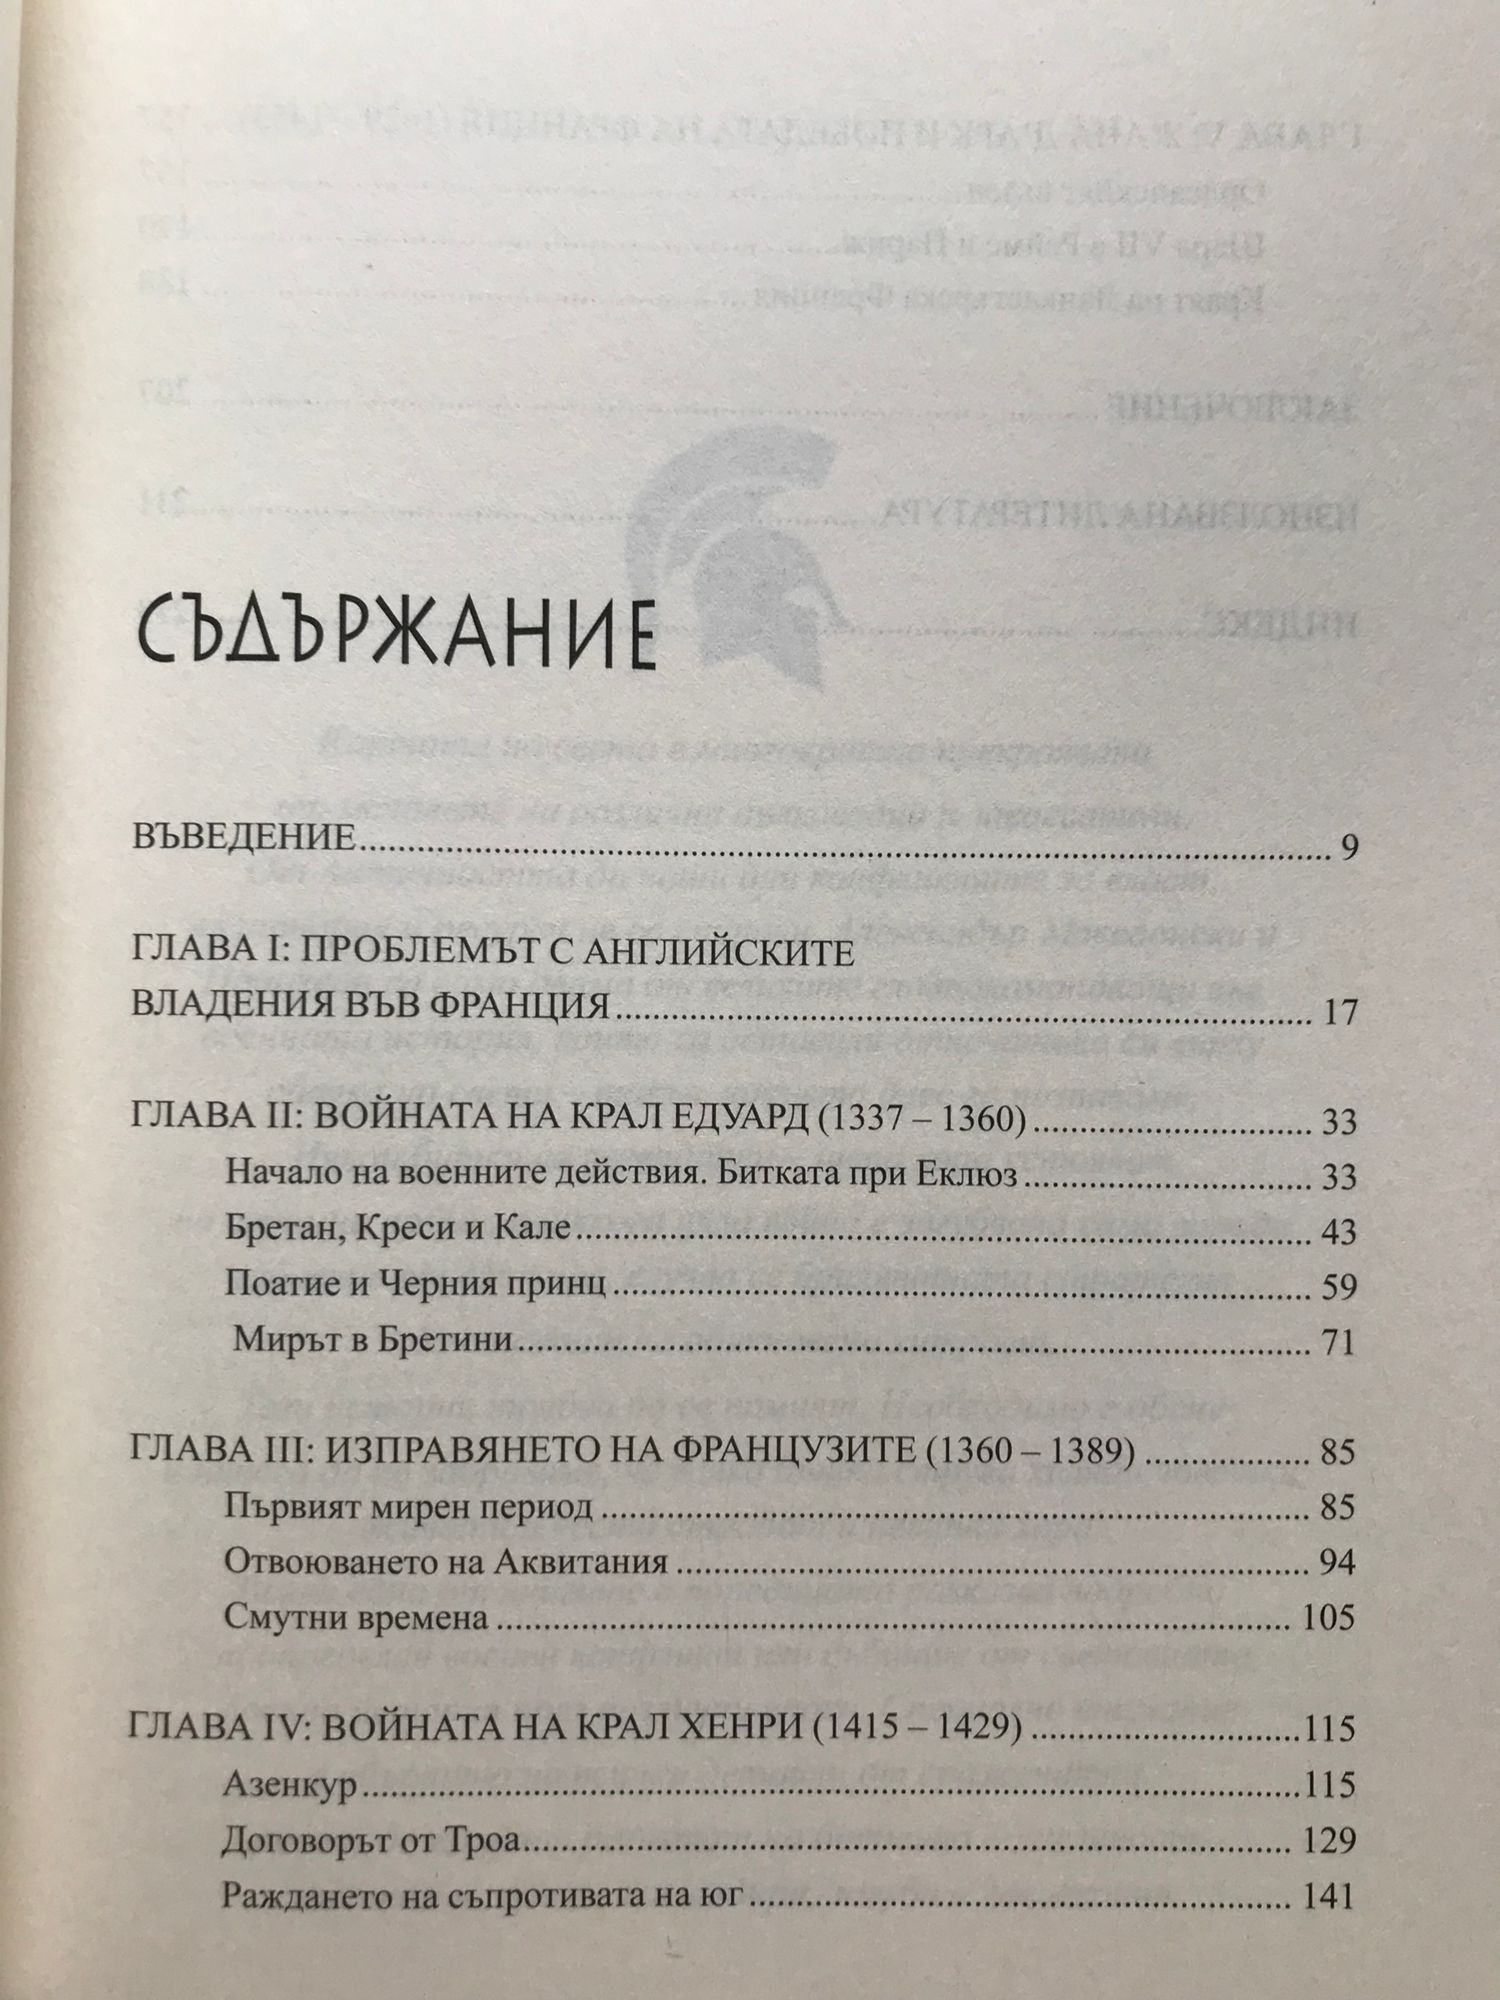 СЪДЪРЖАНИЕ
ВЪВЕДЕНИЕ.................................................................................................. 9
ГЛАВА I: ПРОБЛЕМЪТ С АНГЛИЙСКИТЕ
ВЛАДЕНИЯ ВЪВ ФРАНЦИЯ...................................................................... 17
ГЛАВА II: ВОЙНАТА НА КРАЛ ЕДУАРД (1337 – 1360)............................ 33
Начало на военните действия. Битката при Еклюз............................. 33
Бретан, Креси и Кале.......................................................................... 43
Поатие и Черния принц...................................................................... 59
Мирът в Бретини................................................................................ 71
ГЛАВА III: ИЗПРАВЯНЕТО НА ФРАНЦУЗИТЕ (1360 – 1389) ................. 85
Първият мирен период ....................................................................... 85
Отвоюването на Аквитания ................................................................ 94
Смутни времена ................................................................................ 105
ГЛАВА IV: ВОЙНАТА НА КРАЛ ХЕНРИ (1415 – 1429) ...........................115
Азенкур..............................................................................................115
Договорът от Троа............................................................................. 129
Раждането на съпротивата на юг....................................................... 141